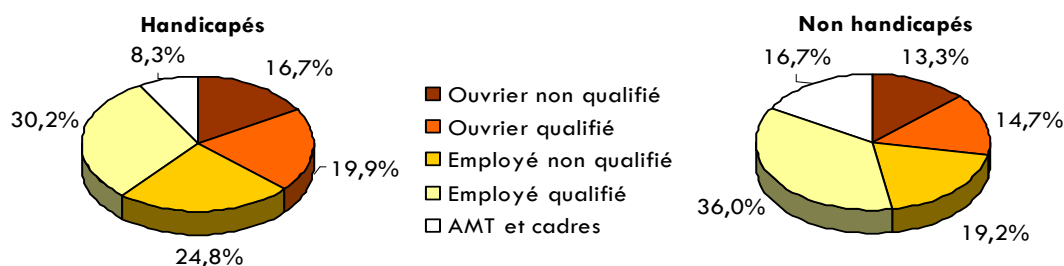 Handicapés
8,3%
16,7%
30,2%
19,9%
24,8%
Ouvrier non qualifié
Ouvrier qualifié
Employé non qualifié
Employé qualifié
AMT et cadres
Non handicapés
16,7%
13,3%
14,7%
36,0%
19,2%